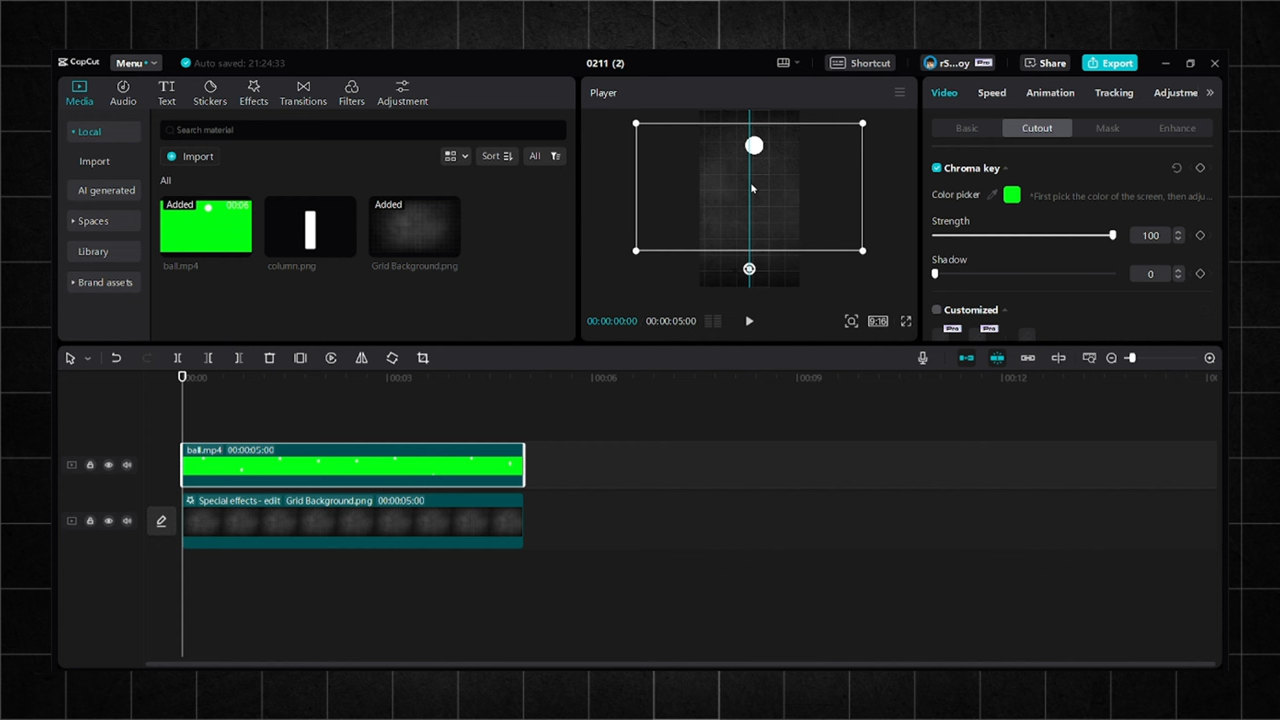 CapCut
Menu
Auto saved: 21:24:33
0211 (2)
Shortcut
rS...oy
Pro
Share
Export
Media
Audio
Text
Stickers
Effects
Transitions
Filters
Adjustment
Local
Import
AI generated
Spaces
Library
Brand assets
Search material
Import
Sort
All
All
Added
00:06
ball.mp4
column.png
Added
Grid Background.png
Player
00:00:00:00
00:00:05:00
9:16
Video
Speed
Animation
Tracking
Adjustme
Basic
Cutout
Mask
Enhance
Chroma key
Color picker
*First pick the color of the screen, then adju...
Strength
100
Shadow
0
Customized
Pro
Pro
00:00
00:03
00:06
00:09
00:12
ball.mp4 00:00:05:00
Special effects - edit Grid Background.png 00:00:05:00